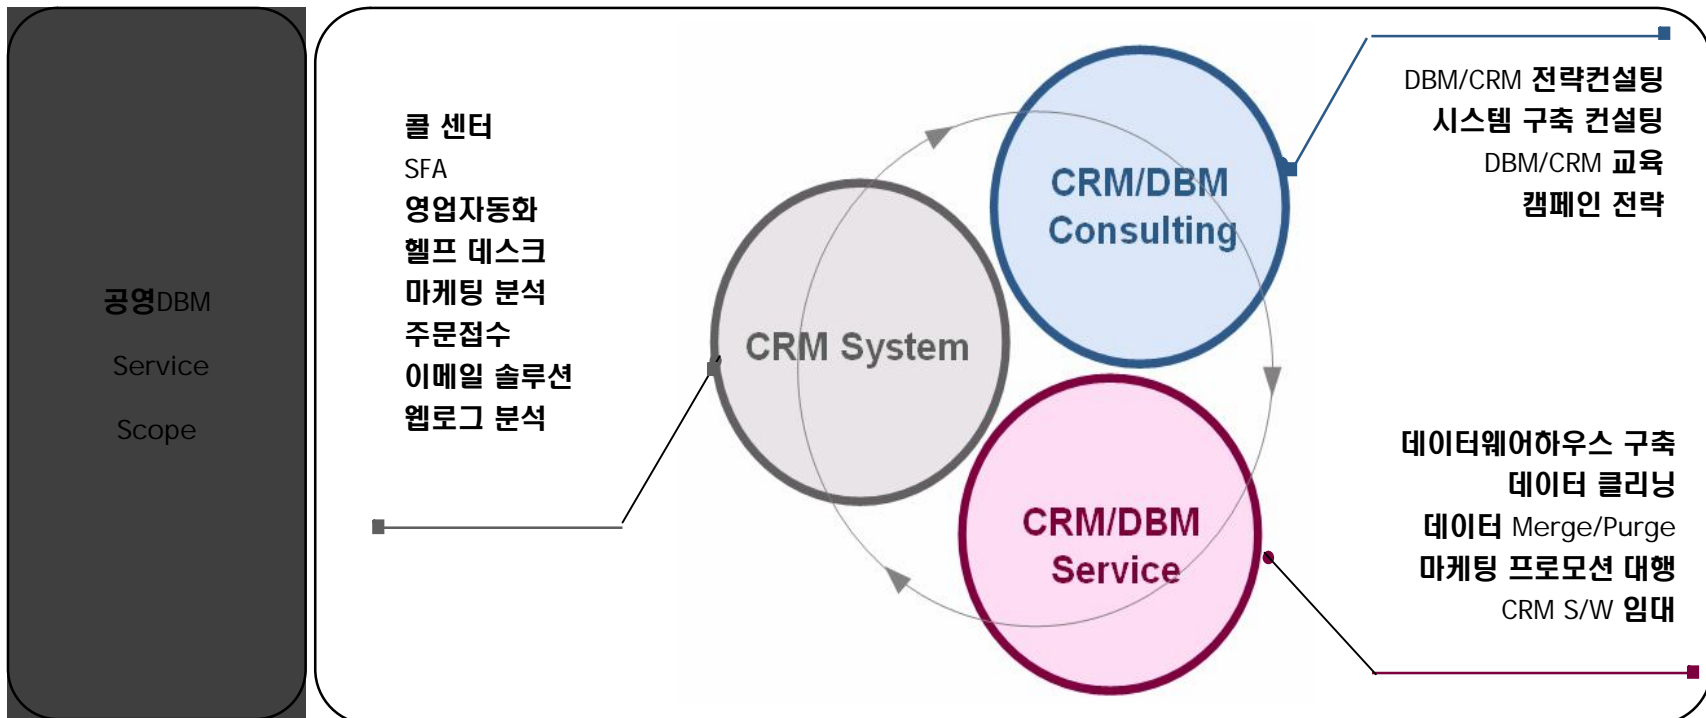 공영DBM
Service
Scope
콜 센터
SFA
영업자동화
헬프 데스크
마케팅 분석
주문접수
이메일 솔루션
웹로그 분석
CRM System
CRM/DBM
Consulting
CRM/DBM
Service
DBM/CRM 전략컨설팅
시스템 구축 컨설팅
DBM/CRM 교육
캠페인 전략
데이터웨어하우스 구축
데이터 클리닝
데이터 Merge/Purge
마케팅 프로모션 대행
CRM S/W 임대